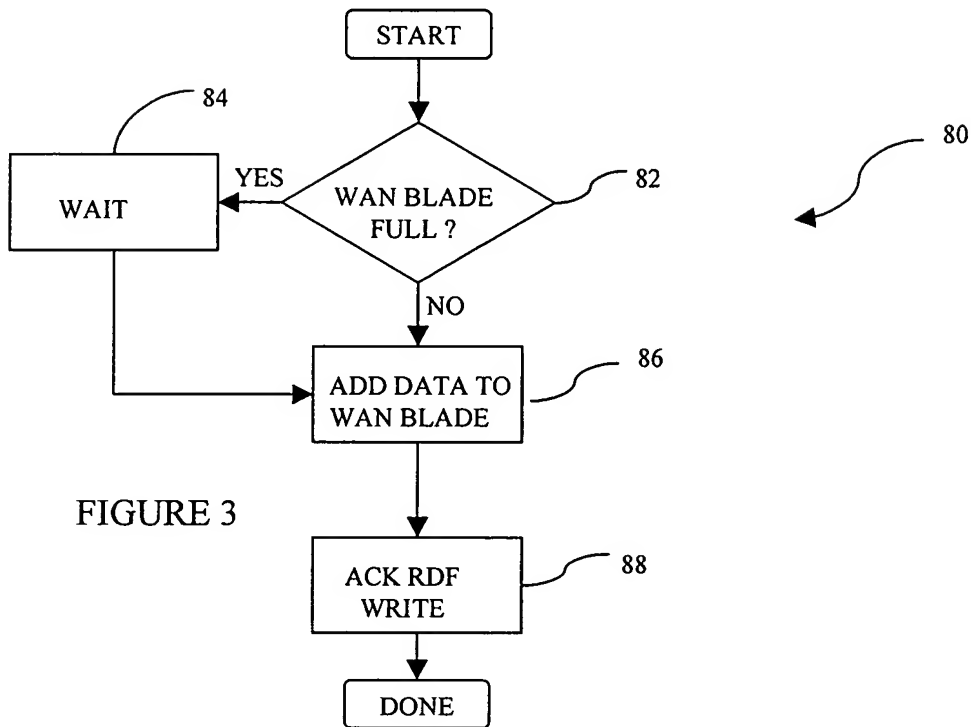 START
84
80
YES
82
WAN BLADE
FULL ?
WAIT
NO
86
ADD DATA TO
WAN BLADE
FIGURE 3
88
ACK RDF
WRITE
DONE